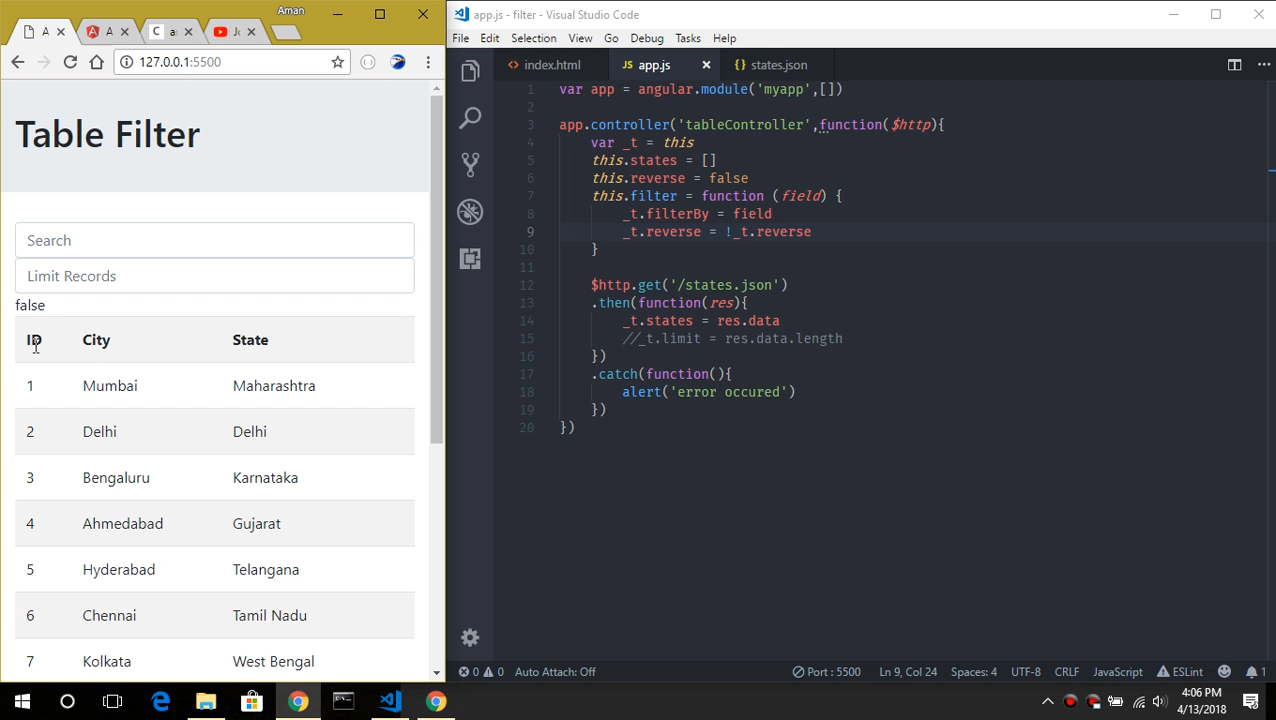 Aman
A
A
C
a
Jo
127.0.0.1:5500
Table Filter
Search
Limit Records
false
ID City State
1 Mumbai Maharashtra
2 Delhi Delhi
3 Bengaluru Karnataka
4 Ahmedabad Gujarat
5 Hyderabad Telangana
6 Chennai Tamil Nadu
7 Kolkata West Bengal
app.js - filter - Visual Studio Code
File Edit Selection View Go Debug Tasks Help
<> index.html JS app.js {} states.json
1 var app = angular.module('myapp',[])
2
3 app.controller('tableController',function($http){
4 var _t = this
5 this.states = []
6 this.reverse = false
7 this.filter = function (field) {
8 _t.filterBy = field
9 _t.reverse = !_t.reverse
10 }
11
12 $http.get('/states.json')
13 .then(function(res){
14 _t.states = res.data
15 //_t.limit = res.data.length
16 })
17 .catch(function(){
18 alert('error occured')
19 })
20 })
0 0 Auto Attach: Off Port : 5500 Ln 9, Col 24 Spaces: 4 UTF-8 CRLF JavaScript ESLint 1
4:06 PM
4/13/2018